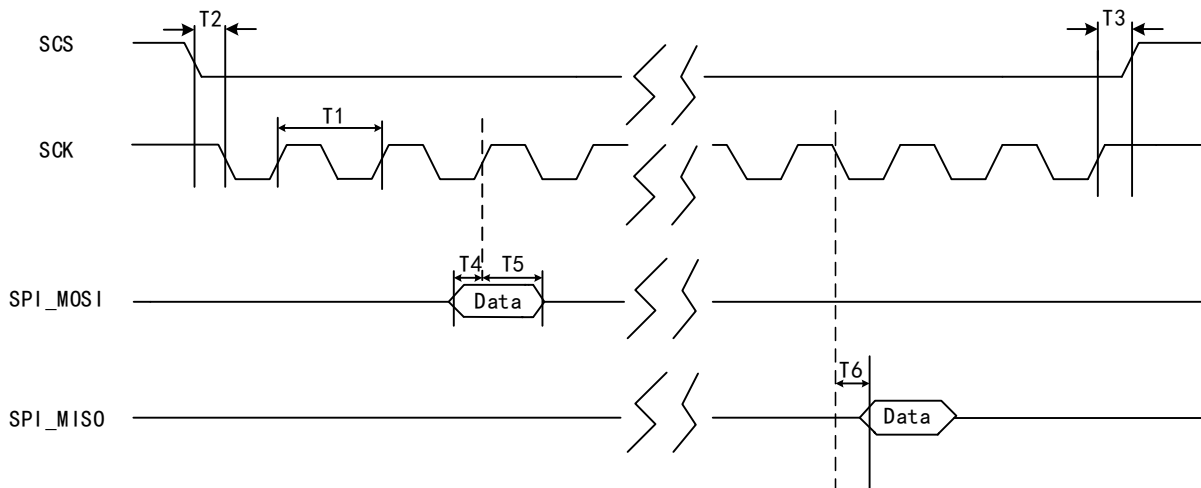 T2
T3
SCS
T1
SCK
T4 T5
SPI_MOSI
Data
T6
SPI_MISO
Data